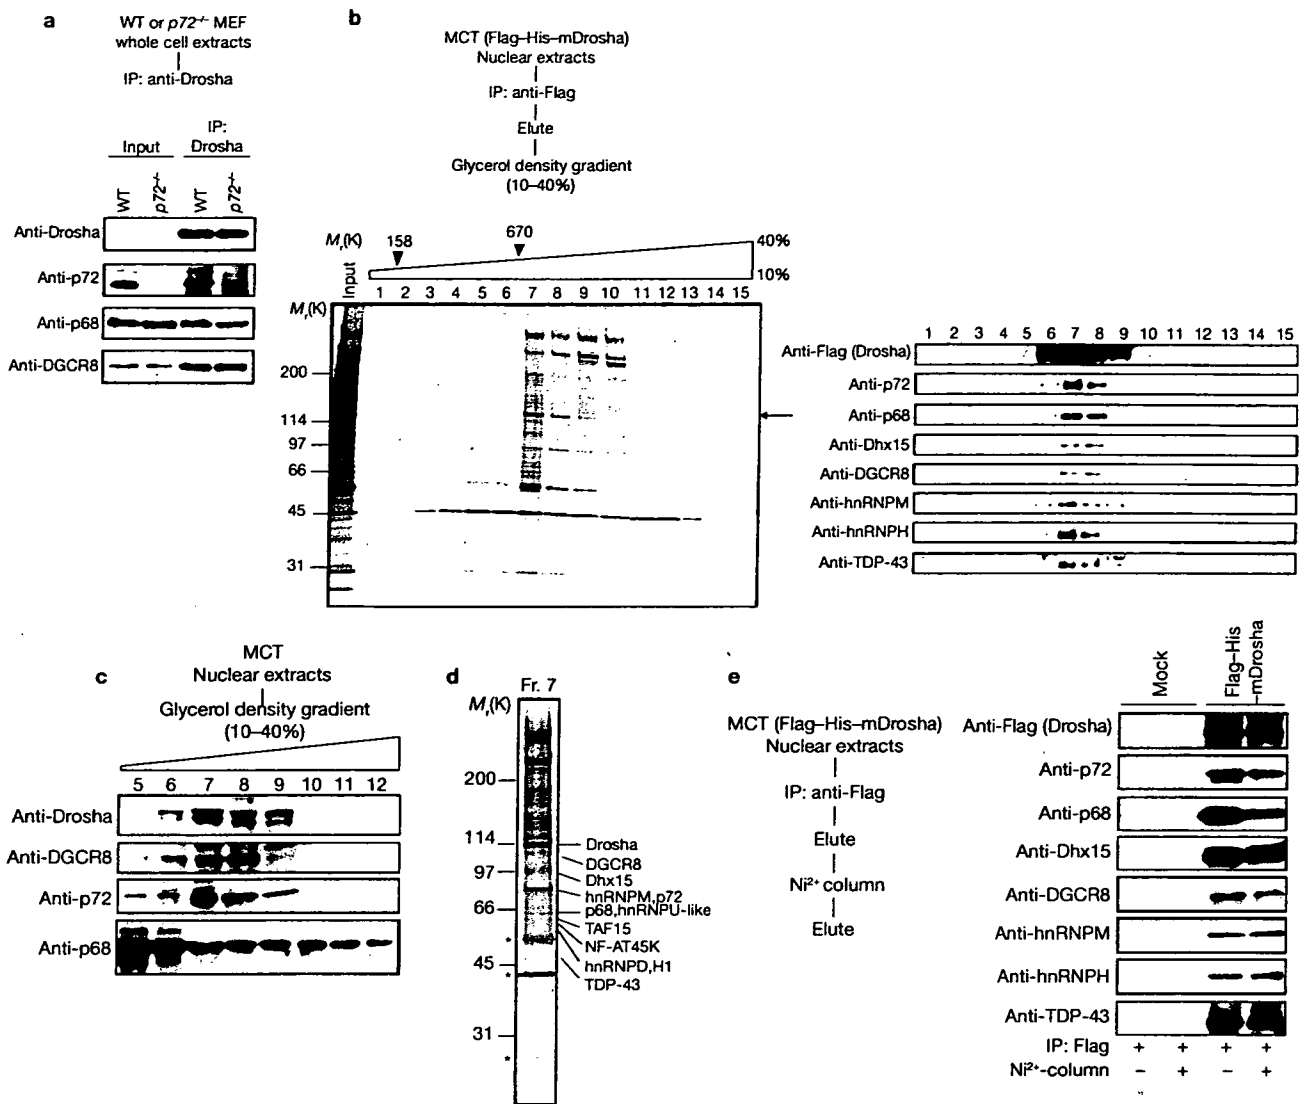 a
WT or p72-/- MEF
whole cell extracts
IP: anti-Drosha
Input
IP:
Drosha
WT
p72-/-
WT
p72-/-
Anti-Drosha
Anti-p72
Anti-p68
Anti-DGCR8
b
MCT (Flag–His–mDrosha)
Nuclear extracts
IP: anti-Flag
Elute
Glycerol density gradient
(10–40%)
Mr(K)
158
670
40%
10%
Input
1 2 3 4 5 6 7 8 9 10 11 12 13 14 15
Mr(K)
200
114
97
66
45
31
1 2 3 4 5 6 7 8 9 10 11 12 13 14 15
Anti-Flag (Drosha)
Anti-p72
Anti-p68
Anti-Dhx15
Anti-DGCR8
Anti-hnRNPM
Anti-hnRNPH
Anti-TDP-43
c
MCT
Nuclear extracts
Glycerol density gradient
(10–40%)
5 6 7 8 9 10 11 12
Anti-Drosha
Anti-DGCR8
Anti-p72
Anti-p68
d
Fr. 7
Mr(K)
200
114
97
66
45
31
Drosha
DGCR8
Dhx15
hnRNPM,p72
p68,hnRNPU-like
TAF15
NF-AT45K
hnRNPD,H1
TDP-43
*
*
*
e
MCT (Flag–His–mDrosha)
Nuclear extracts
IP: anti-Flag
Elute
Ni2+ column
Elute
Mock
Flag–His
–mDrosha
Anti-Flag (Drosha)
Anti-p72
Anti-p68
Anti-Dhx15
Anti-DGCR8
Anti-hnRNPM
Anti-hnRNPH
Anti-TDP-43
IP: Flag + + + +
Ni2+-column – + – +